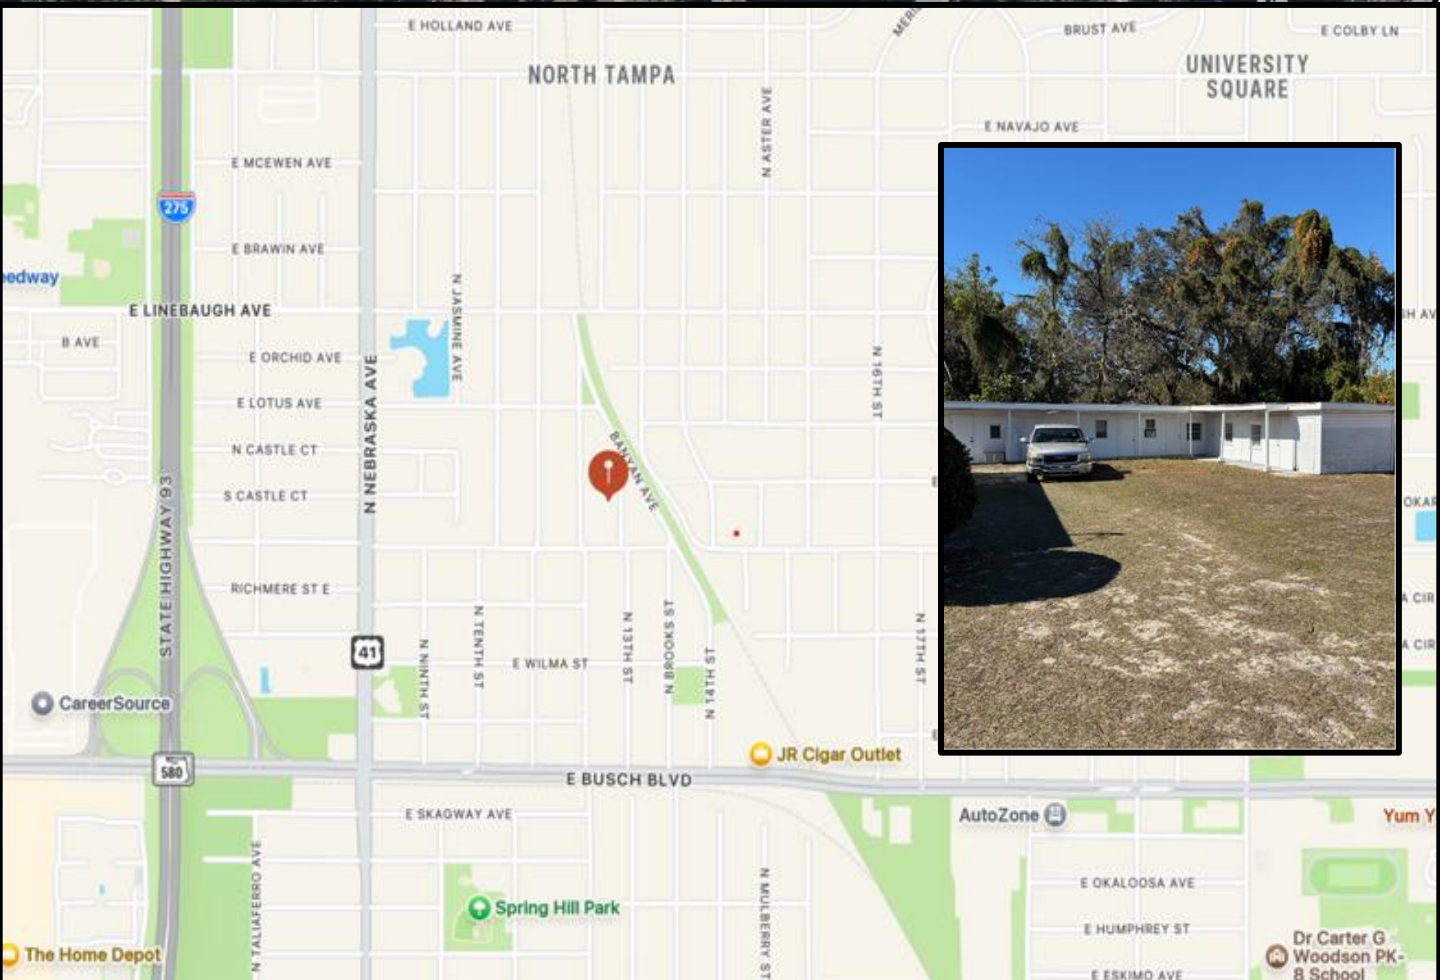 E HOLLAND AVE
BRUST AVE
E COLBY LN
NORTH TAMPA
UNIVERSITY
SQUARE
N ASTER AVE
E NAVAJO AVE
E MCEWEN AVE
275
E BRAWIN AVE
eedway
N JASMINE AVE
E LINEBAUGH AVE
B AVE
E ORCHID AVE
N NEBRASKA AVE
N 16TH ST
E LOTUS AVE
N CASTLE CT
BANYAN AVE
S CASTLE CT
STATE HIGHWAY 93
RICHMERE ST E
41
N NINTH ST
N TENTH ST
E WILMA ST
N 13TH ST
N BROOKS ST
N 14TH ST
N 17TH ST
A CIR
A CIR
CareerSource
JR Cigar Outlet
580
E BUSCH BLVD
E SKAGWAY AVE
AutoZone
Yum Y
N TALIAFERRO AVE
N MULBERRY ST
E OKALOOSA AVE
Spring Hill Park
E HUMPHREY ST
The Home Depot
Dr Carter G
Woodson PK-
8 School
E ESKIMO AVE